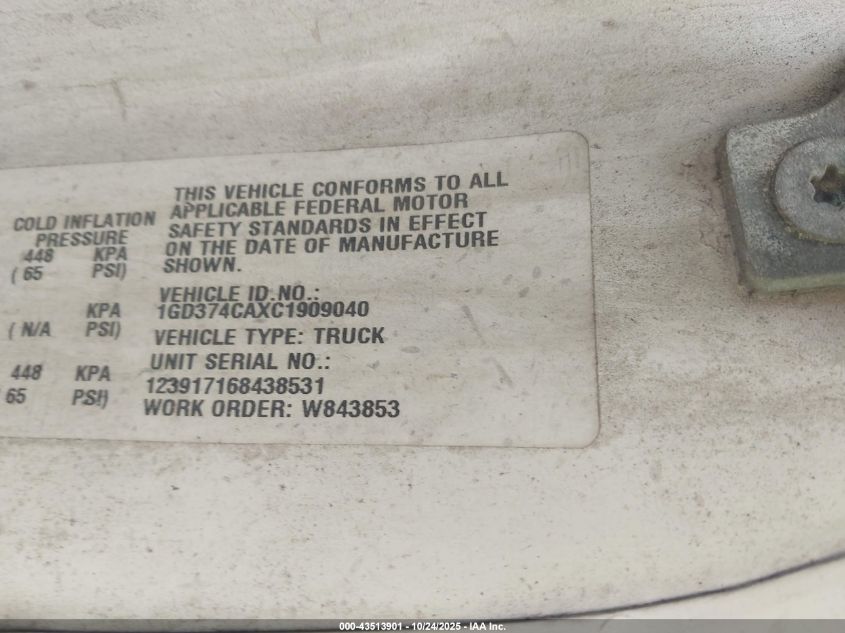 COLD INFLATION
PRESSURE
448 KPA
( 65 PSI)
KPA
( N/A PSI)
448 KPA
65 PSI)
THIS VEHICLE CONFORMS TO ALL
APPLICABLE FEDERAL MOTOR
SAFETY STANDARDS IN EFFECT
ON THE DATE OF MANUFACTURE
SHOWN.
VEHICLE ID.NO.:
1GD374CAXC1909040
VEHICLE TYPE: TRUCK
UNIT SERIAL NO.:
123917168438531
WORK ORDER: W843853
000-43513901 - 10/24/2025 - IAA Inc.